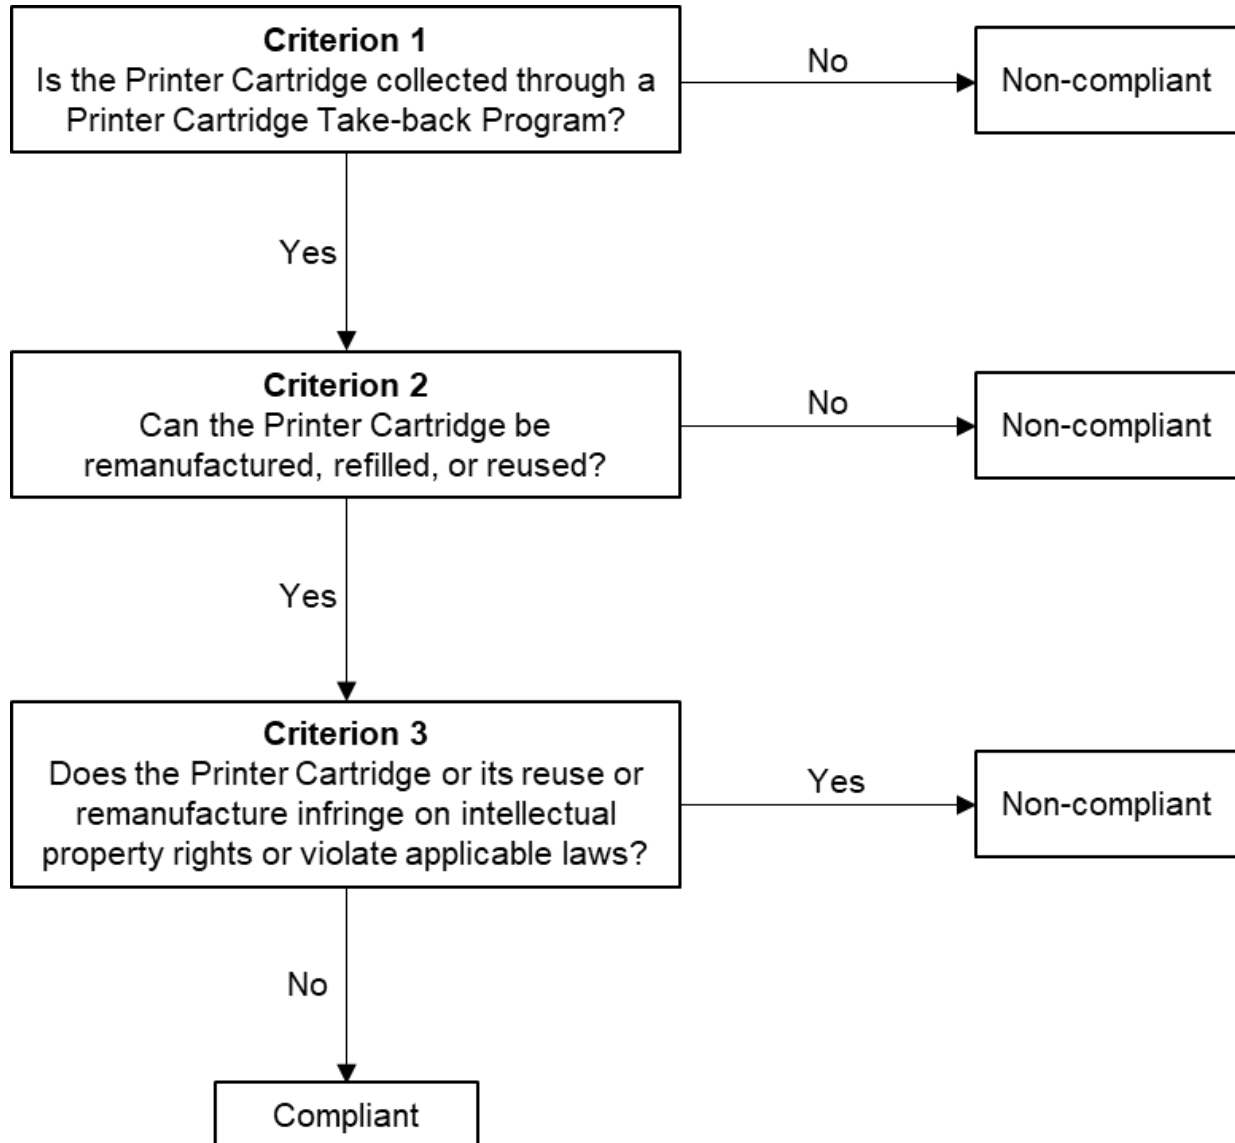 Criterion 1
Is the Printer Cartridge collected through a
Printer Cartridge Take-back Program?
No
Non-compliant
Yes
Criterion 2
Can the Printer Cartridge be
remanufactured, refilled, or reused?
No
Non-compliant
Yes
Criterion 3
Does the Printer Cartridge or its reuse or
remanufacture infringe on intellectual
property rights or violate applicable laws?
Yes
Non-compliant
No
Compliant